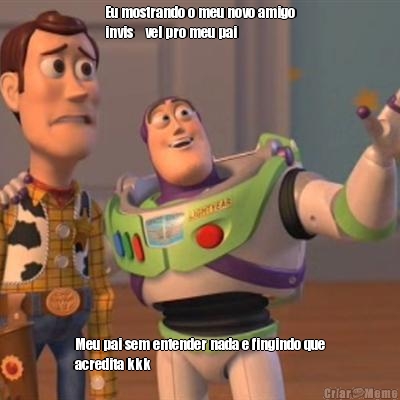 Eu mostrando o meu novo amigo
invis vel pro meu pai
LIGHTYEAR
Meu pai sem entender nada e fingindo que
acredita kkk
Criar Meme